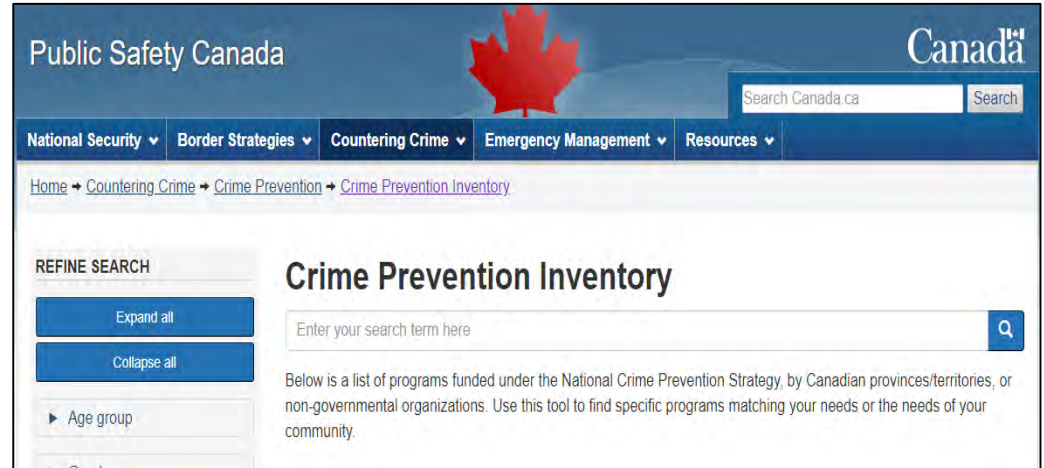 Public Safety Canada
Canada
Search Canada.ca
Search
National Security
Border Strategies
Countering Crime
Emergency Management
Resources
Home → Countering Crime → Crime Prevention → Crime Prevention Inventory
REFINE SEARCH
Expand all
Collapse all
Age group
Crime Prevention Inventory
Enter your search term here
Below is a list of programs funded under the National Crime Prevention Strategy, by Canadian provinces/territories, or
non-governmental organizations. Use this tool to find specific programs matching your needs or the needs of your
community.